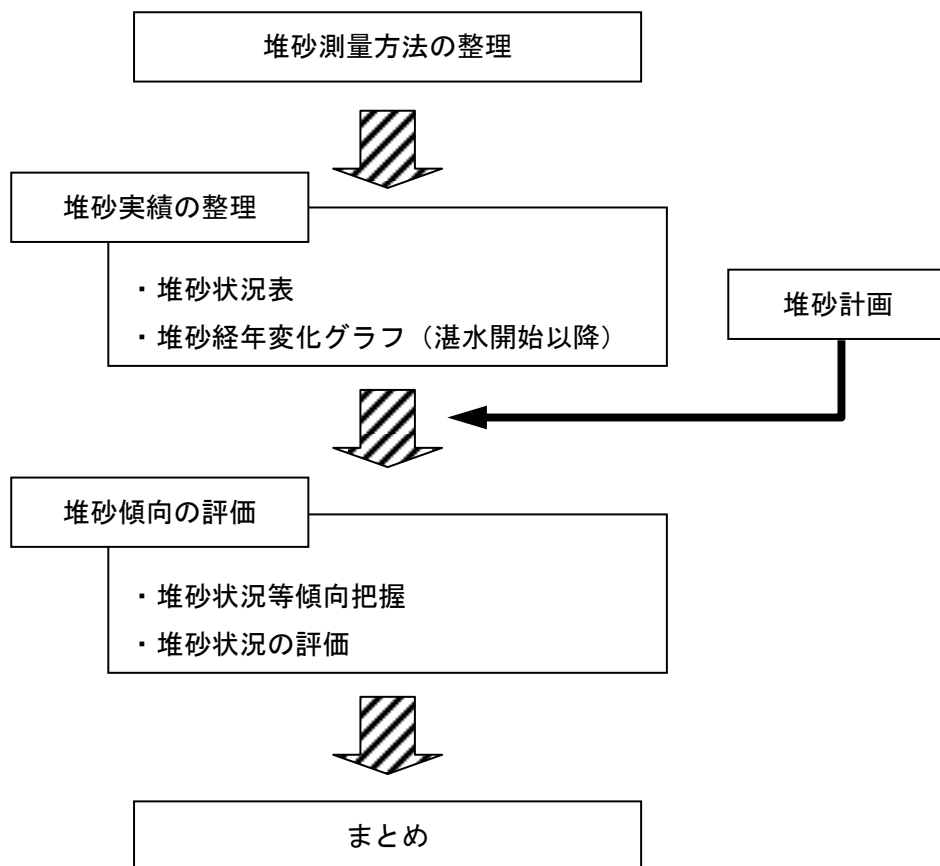 堆砂測量方法の整理
堆砂実績の整理
・堆砂状況表
・堆砂経年変化グラフ（湛水開始以降）
堆砂計画
堆砂傾向の評価
・堆砂状況等傾向把握
・堆砂状況の評価
まとめ